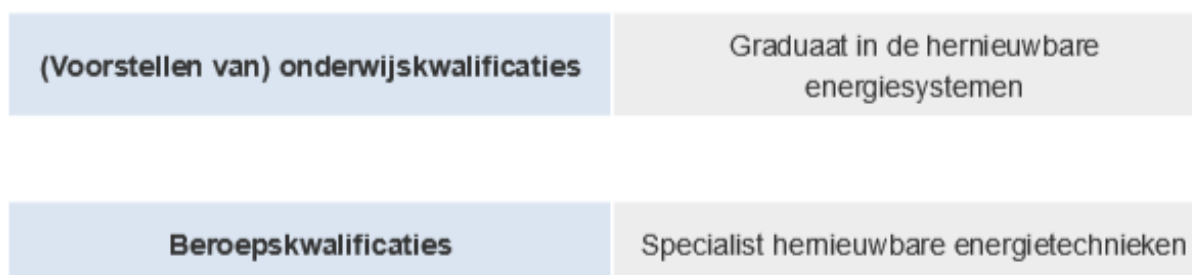 (Voorstellen van) onderwijskwalificaties
Graduaat in de hernieuwbare
energiesystemen
Beroepskwalificaties
Specialist hernieuwbare energietechnieken